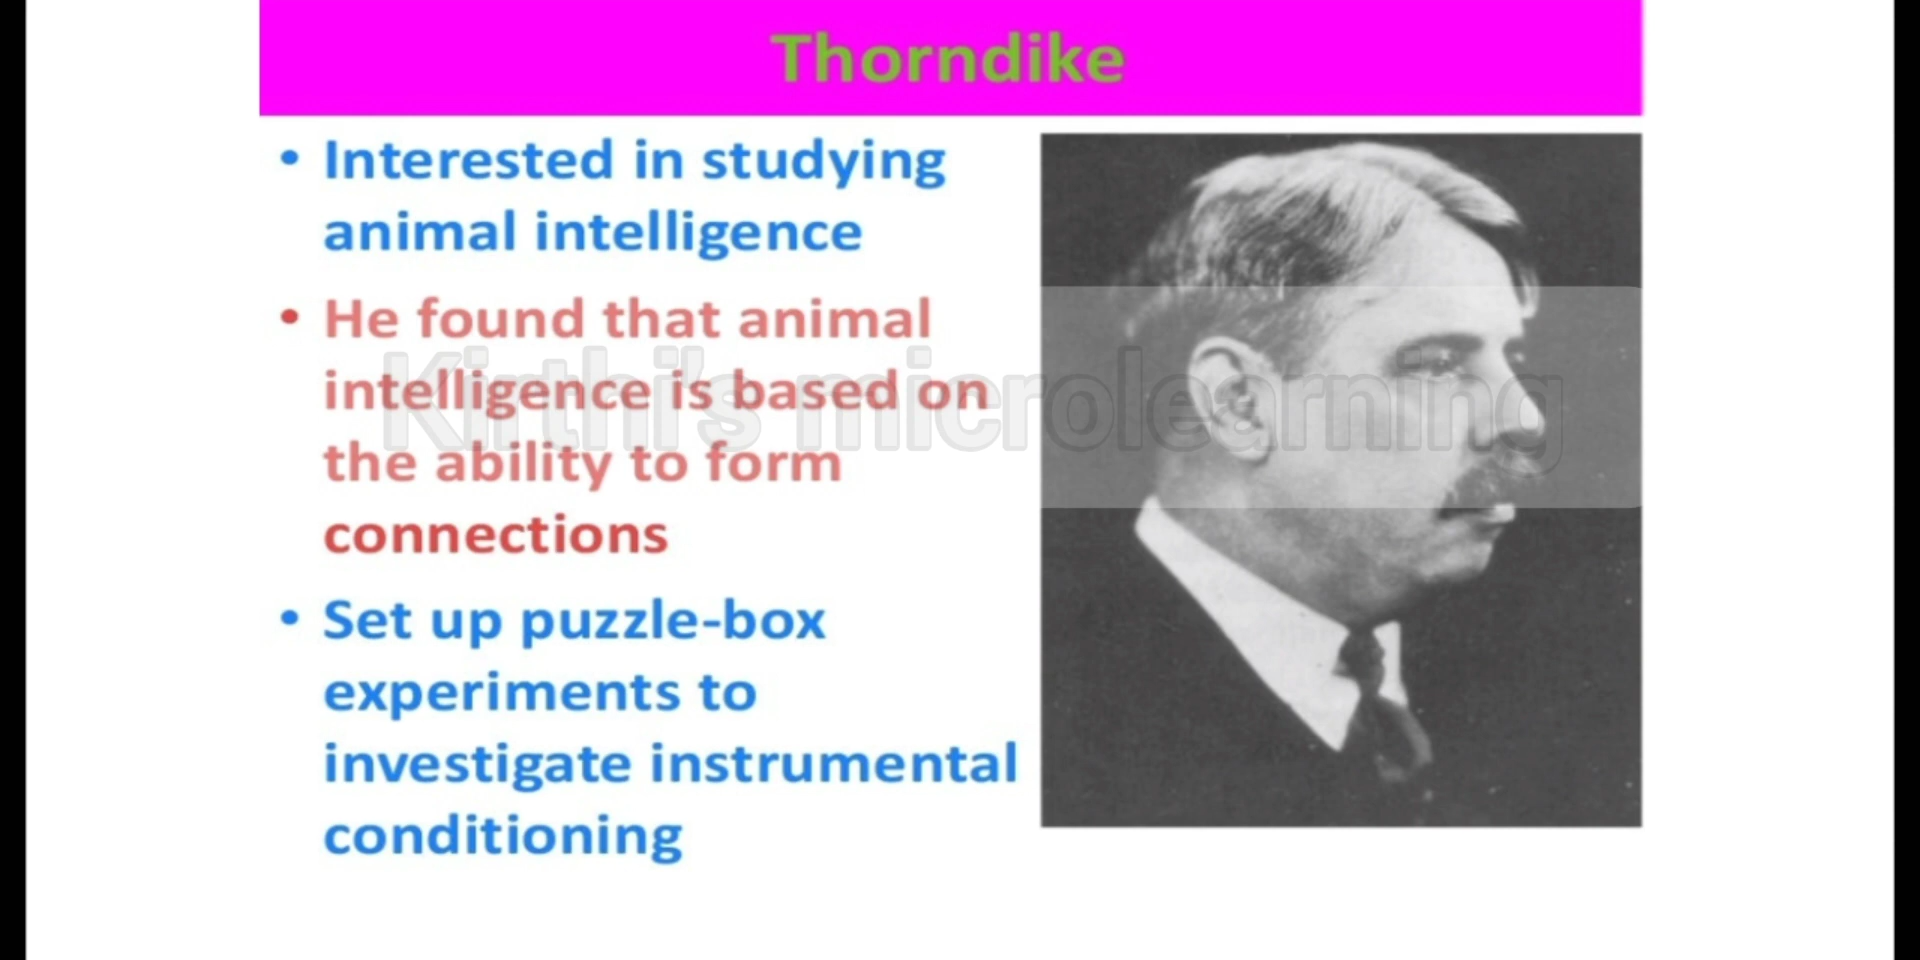 Thorndike
• Interested in studying
animal intelligence
• He found that animal
intelligence is based on
the ability to form
connections
• Set up puzzle-box
experiments to
investigate instrumental
conditioning
Kirthi's microlearning